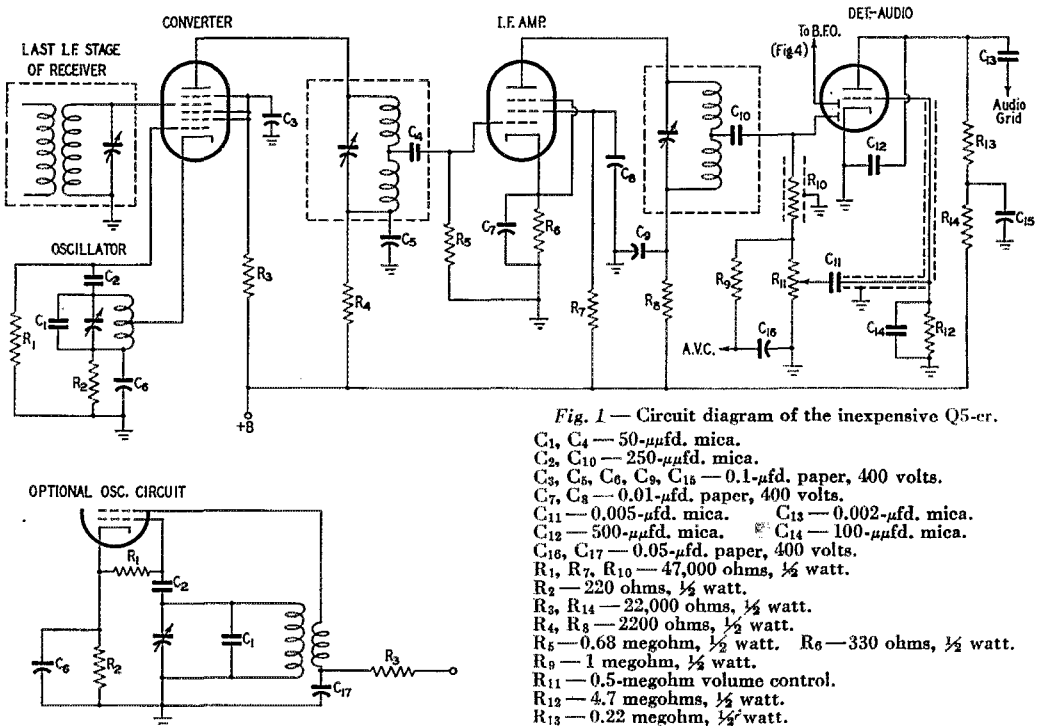 CONVERTER
I.F. AMP.
DET.-AUDIO
LAST I.F. STAGE
OF RECEIVER
To B.F.O.
(Fig.4)
C₃
C₄
C₅
C₁₀
C₁₂
C₁₃
Audio
Grid
OSCILLATOR
C₂
C₁
R₁
R₂
C₆
R₃
R₄
R₅
C₇
R₆
C₈
C₉
R₇
R₈
R₁₀
R₉
R₁₁
C₁₁
A.V.C.
C₁₆
C₁₄
R₁₂
R₁₃
R₁₄
C₁₅
+B
OPTIONAL OSC. CIRCUIT
R₁
C₂
C₁
C₆
R₂
C₁₇
R₃
Fig. 1 — Circuit diagram of the inexpensive Q5-er.
C₁, C₄ — 50-μμfd. mica.
C₂, C₁₀ — 250-μμfd. mica.
C₃, C₅, C₆, C₉, C₁₅ — 0.1-μfd. paper, 400 volts.
C₇, C₈ — 0.01-μfd. paper, 400 volts.
C₁₁ — 0.005-μfd. mica. C₁₃ — 0.002-μfd. mica.
C₁₂ — 500-μμfd. mica. C₁₄ — 100-μμfd. mica.
C₁₆, C₁₇ — 0.05-μfd. paper, 400 volts.
R₁, R₇, R₁₀ — 47,000 ohms, ½ watt.
R₂ — 220 ohms, ½ watt.
R₃, R₁₄ — 22,000 ohms, ½ watt.
R₄, R₈ — 2200 ohms, ½ watt.
R₅ — 0.68 megohm, ½ watt. R₆ — 330 ohms, ½ watt.
R₉ — 1 megohm, ½ watt.
R₁₁ — 0.5-megohm volume control.
R₁₂ — 4.7 megohms, ½ watt.
R₁₃ — 0.22 megohm, ½ watt.